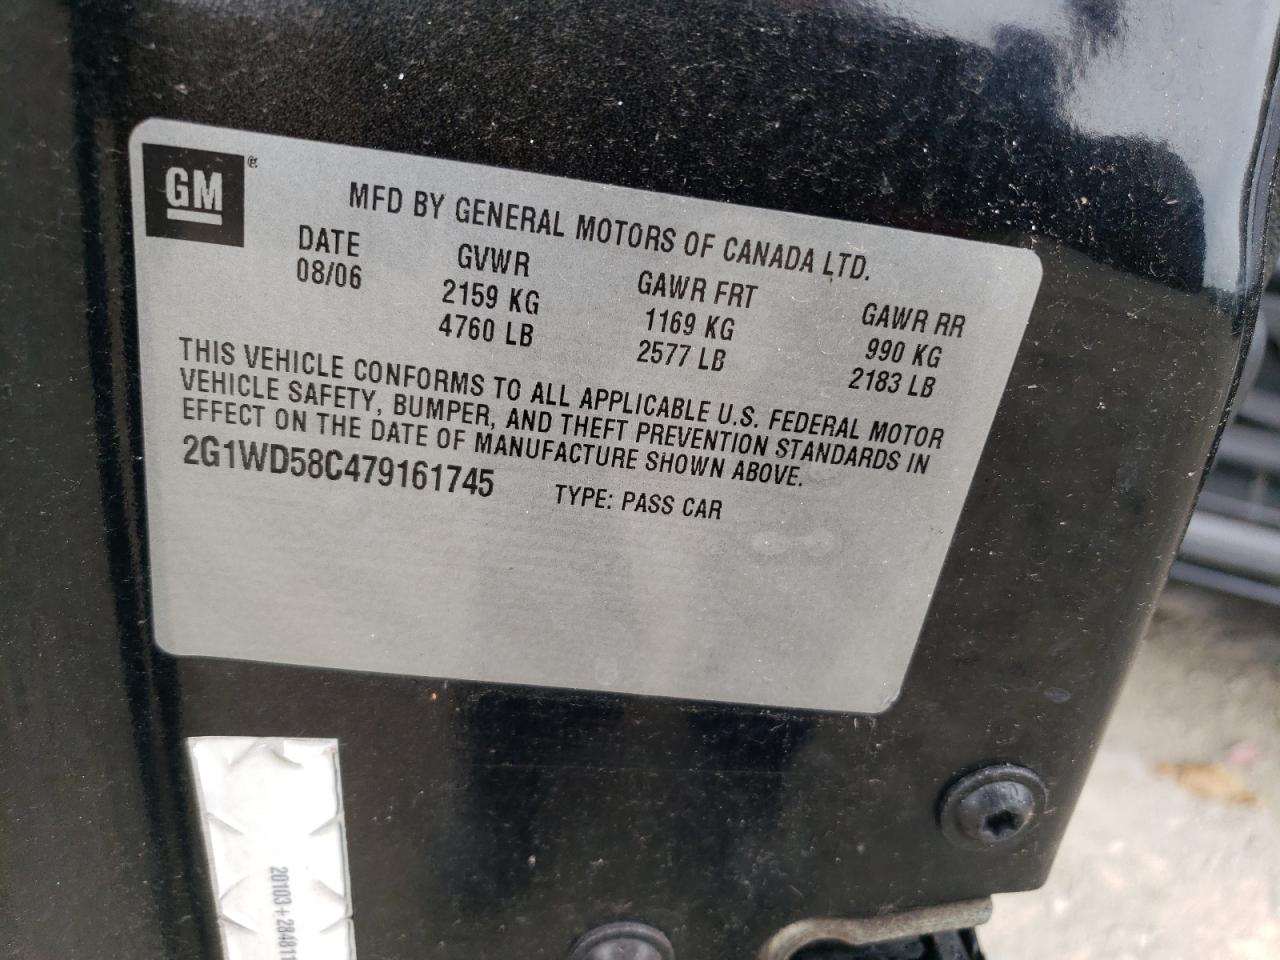 GM®
MFD BY GENERAL MOTORS OF CANADA LTD.
DATE GVWR GAWR FRT GAWR RR
08/06 2159 KG 1169 KG 990 KG
4760 LB 2577 LB 2183 LB
THIS VEHICLE CONFORMS TO ALL APPLICABLE U.S. FEDERAL MOTOR
VEHICLE SAFETY, BUMPER, AND THEFT PREVENTION STANDARDS IN
EFFECT ON THE DATE OF MANUFACTURE SHOWN ABOVE.
2G1WD58C479161745 TYPE: PASS CAR